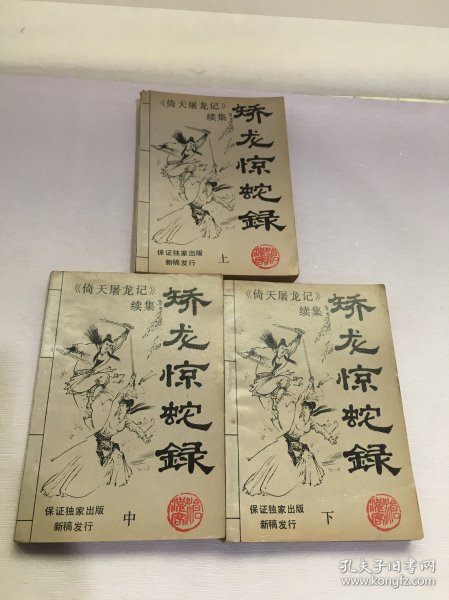 《倚天屠龙记》
续集
矫龙惊蛇録
保证独家出版
新稿发行
上
《倚天屠龙记》
续集
矫龙惊蛇録
保证独家出版
新稿发行
中
《倚天屠龙记》
续集
矫龙惊蛇録
保证独家出版
新稿发行
下
孔夫子旧书网
www.kongfz.com